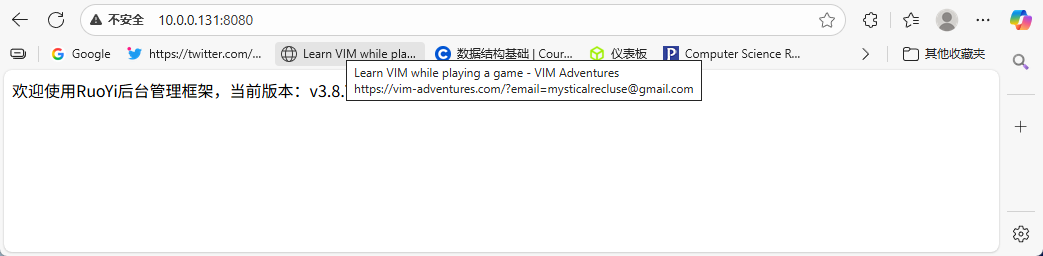 不安全 10.0.0.131:8080
Google https://twitter.com/... Learn VIM while pla... 数据结构基础 | Cour... 仪表板 Computer Science R... 其他收藏夹
Learn VIM while playing a game - VIM Adventures
https://vim-adventures.com/?email=mysticalrecluse@gmail.com
欢迎使用RuoYi后台管理框架，当前版本：v3.8.